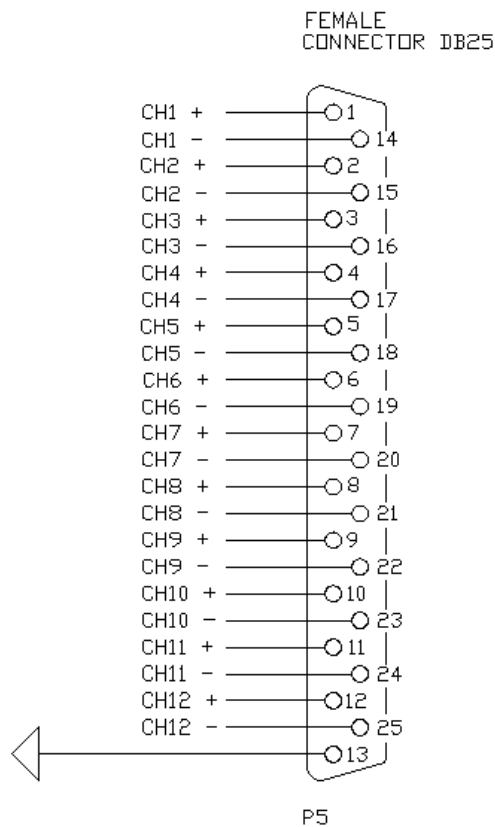 FEMALE
CONNECTOR DB25
CH1 + 1
CH1 - 14
CH2 + 2
CH2 - 15
CH3 + 3
CH3 - 16
CH4 + 4
CH4 - 17
CH5 + 5
CH5 - 18
CH6 + 6
CH6 - 19
CH7 + 7
CH7 - 20
CH8 + 8
CH8 - 21
CH9 + 9
CH9 - 22
CH10 + 10
CH10 - 23
CH11 + 11
CH11 - 24
CH12 + 12
CH12 - 25
13
P5